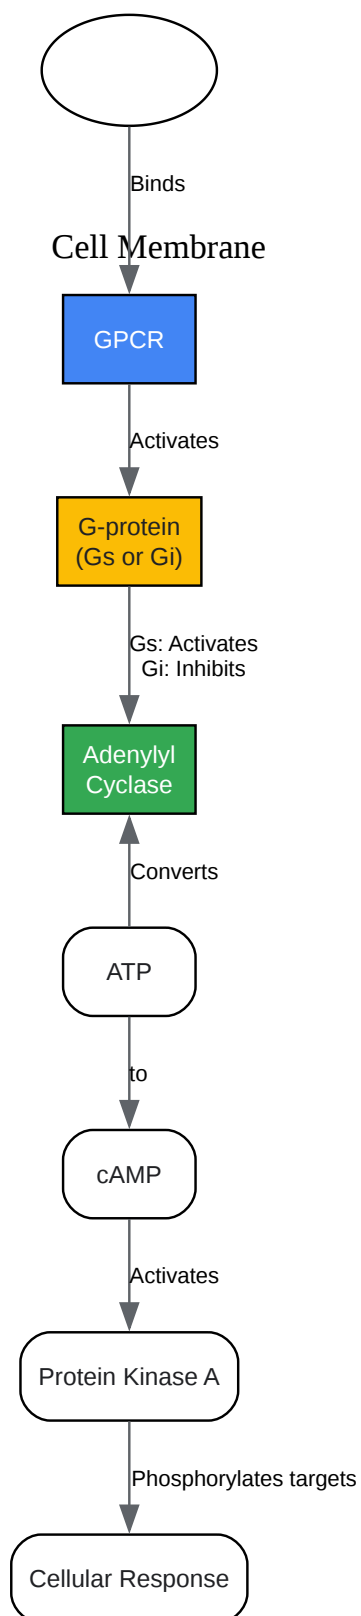 Binds
Cell Membrane
GPCR
Activates
G-protein
(Gs or Gi)
Gs: Activates
Gi: Inhibits
Adenylyl
Cyclase
Converts
ATP
to
cAMP
Activates
Protein Kinase A
Phosphorylates targets
Cellular Response